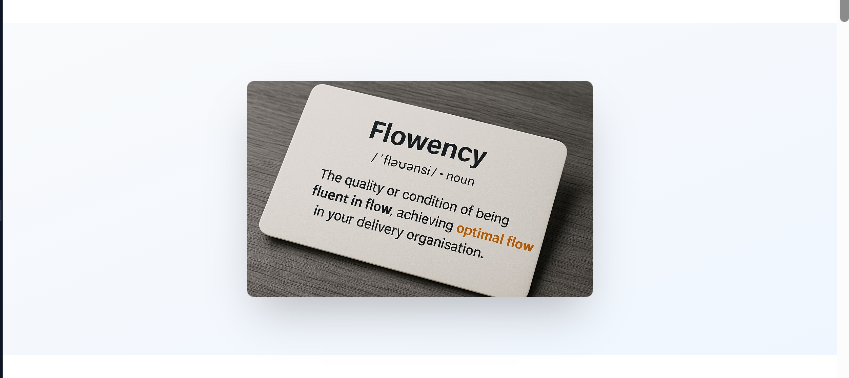 Flowency
/ ˈfləʊənsi / • noun
The quality or condition of being
fluent in flow, achieving optimal flow
in your delivery organisation.